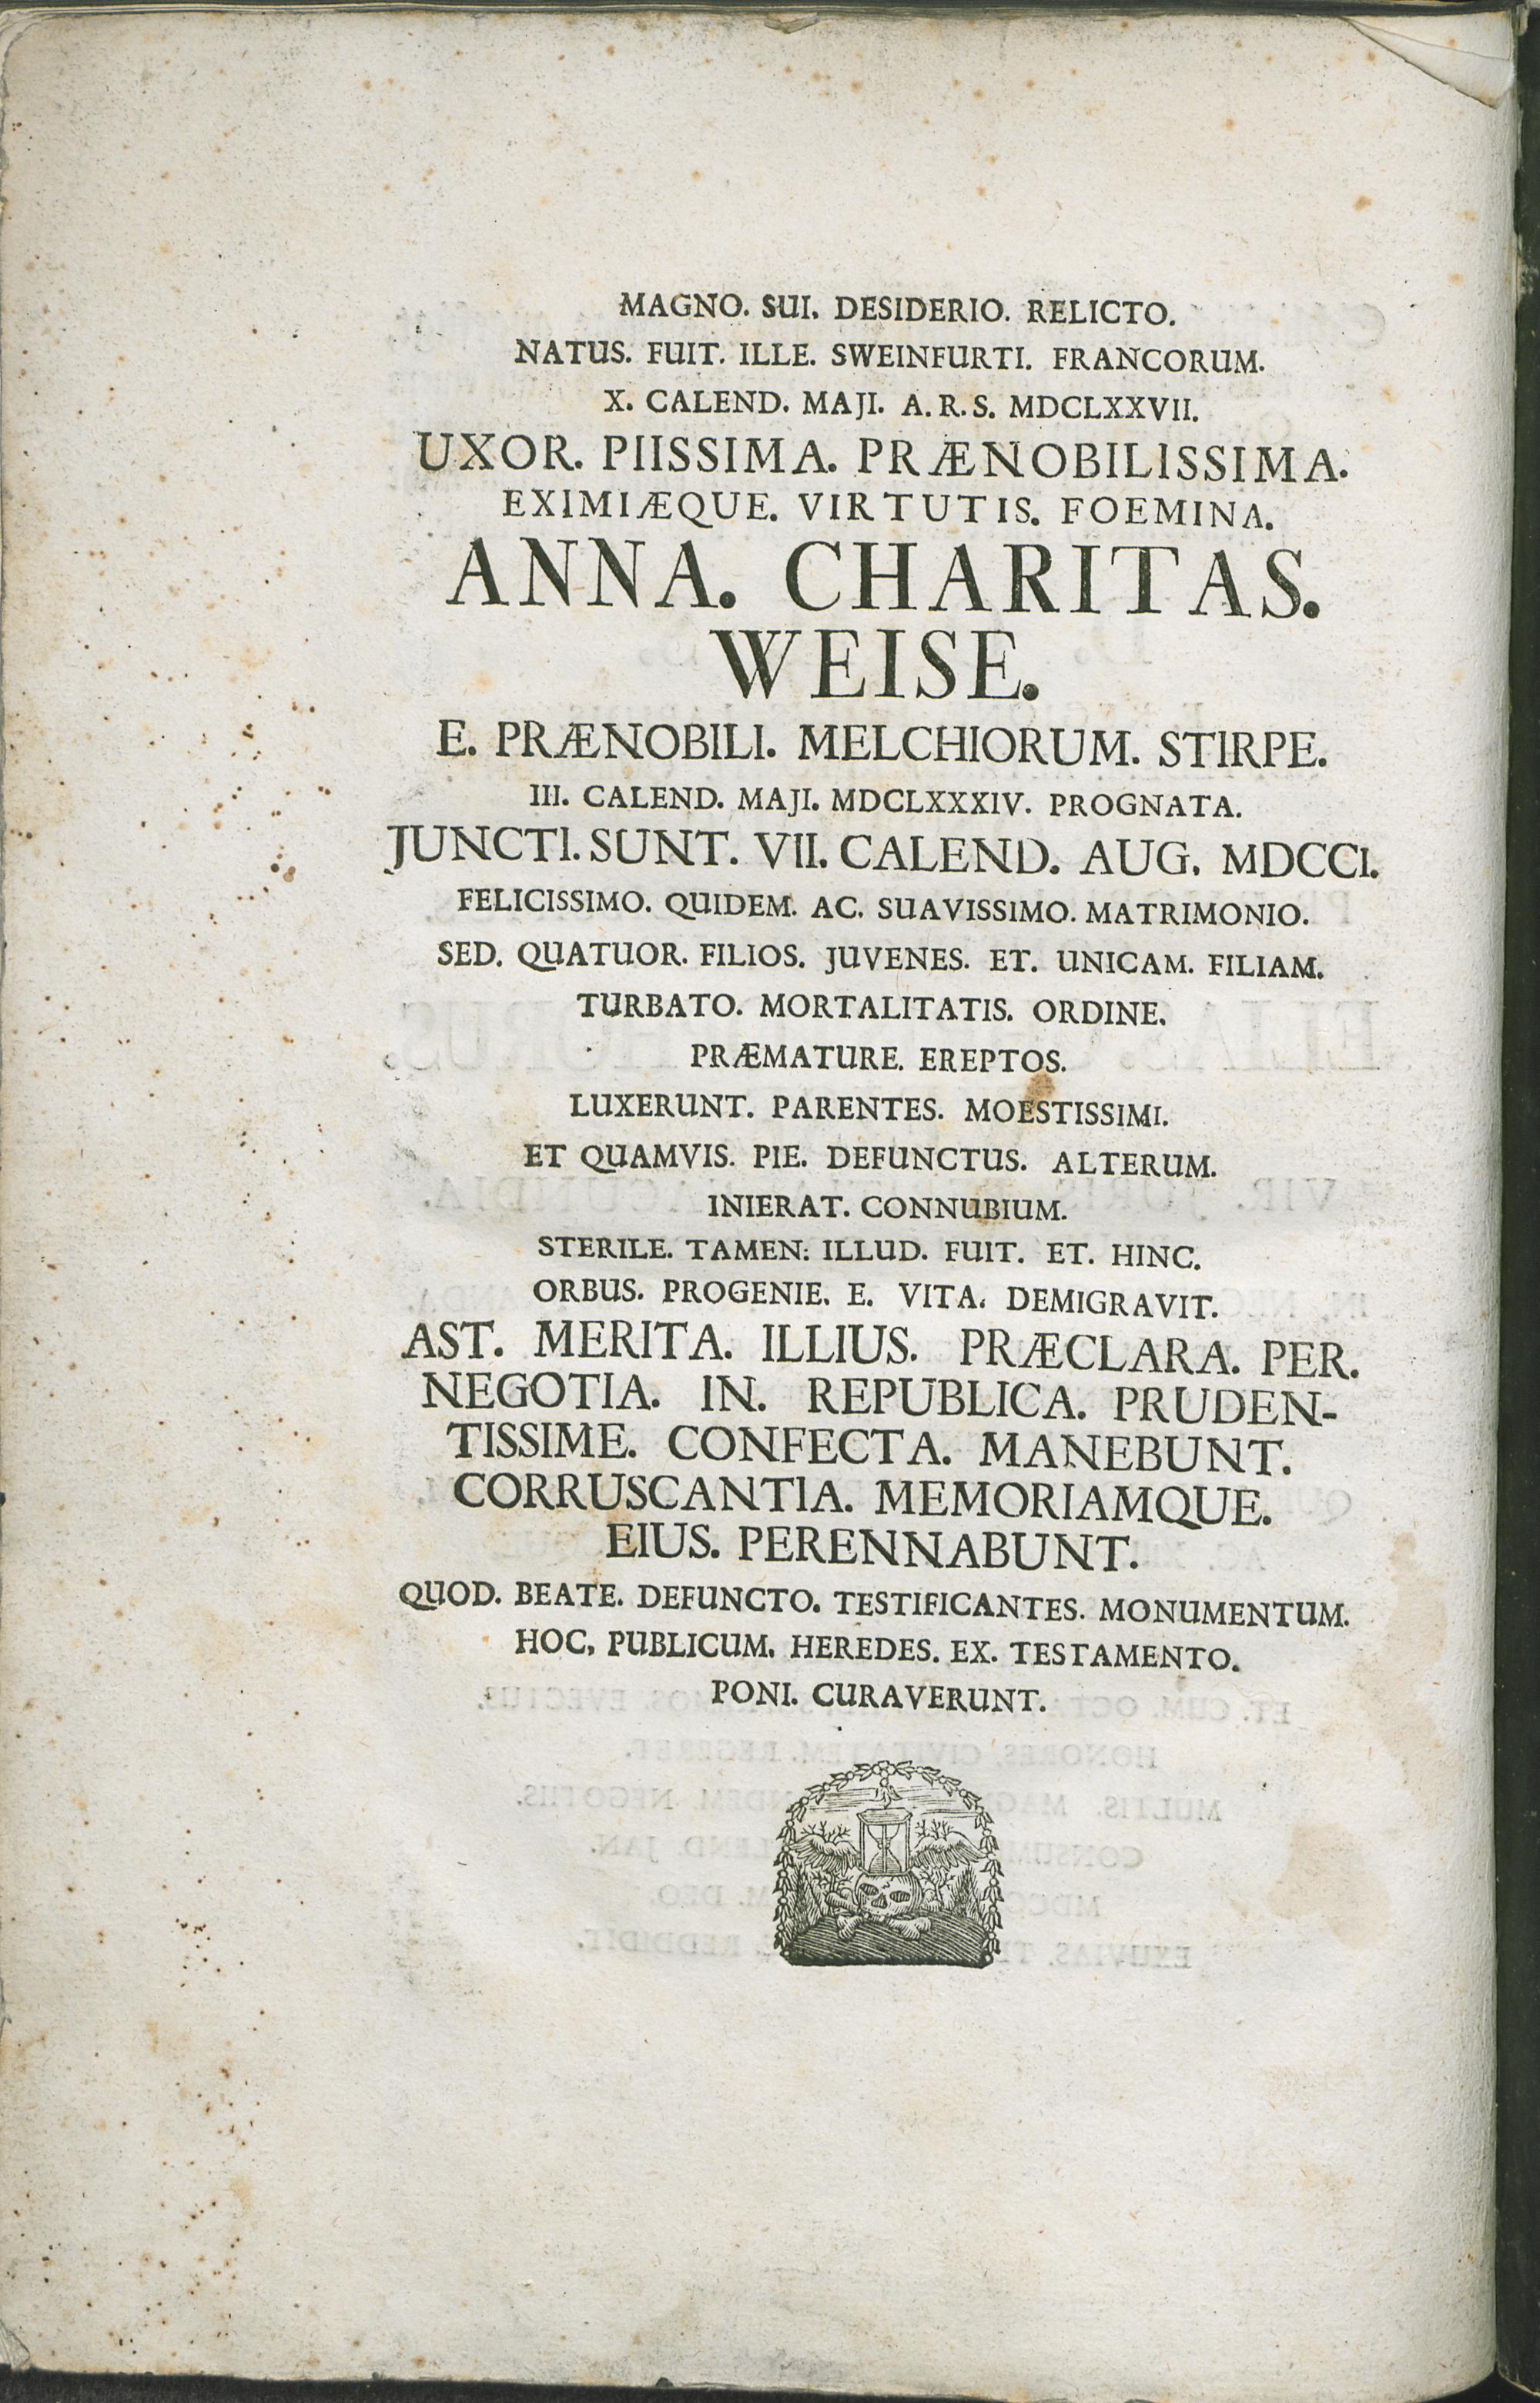 MAGNO. SUI. DESIDERIO. RELICTO.
NATUS. FUIT. ILLE. SWEINFURTI. FRANCORUM.
X. CALEND. MAJI. A. R. S. MDCLXXVII.
UXOR. PIISSIMA. PRÆNOBILISSIMA.
EXIMIÆQUE. VIRTUTIS. FOEMINA.
ANNA. CHARITAS.
WEISE.
E. PRÆNOBILI. MELCHIORUM. STIRPE.
III. CALEND. MAJI. MDCLXXXIV. PROGNATA.
JUNCTI. SUNT. VII. CALEND. AUG. MDCCI.
FELICISSIMO. QUIDEM. AC. SUAVISSIMO. MATRIMONIO.
SED. QUATUOR. FILIOS. JUVENES. ET. UNICAM. FILIAM.
TURBATO. MORTALITATIS. ORDINE.
PRÆMATURE. EREPTOS.
LUXERUNT. PARENTES. MOESTISSIMI.
ET QUAMVIS. PIE. DEFUNCTUS. ALTERUM.
INIERAT. CONNUBIUM.
STERILE. TAMEN. ILLUD. FUIT. ET. HINC.
ORBUS. PROGENIE. E. VITA. DEMIGRAVIT.
AST. MERITA. ILLIUS. PRÆCLARA. PER.
NEGOTIA. IN. REPUBLICA. PRUDEN-
TISSIME. CONFECTA. MANEBUNT.
CORRUSCANTIA. MEMORIAMQUE.
EIUS. PERENNABUNT.
QUOD. BEATE. DEFUNCTO. TESTIFICANTES. MONUMENTUM.
HOC. PUBLICUM. HEREDES. EX. TESTAMENTO.
PONI. CURAVERUNT.